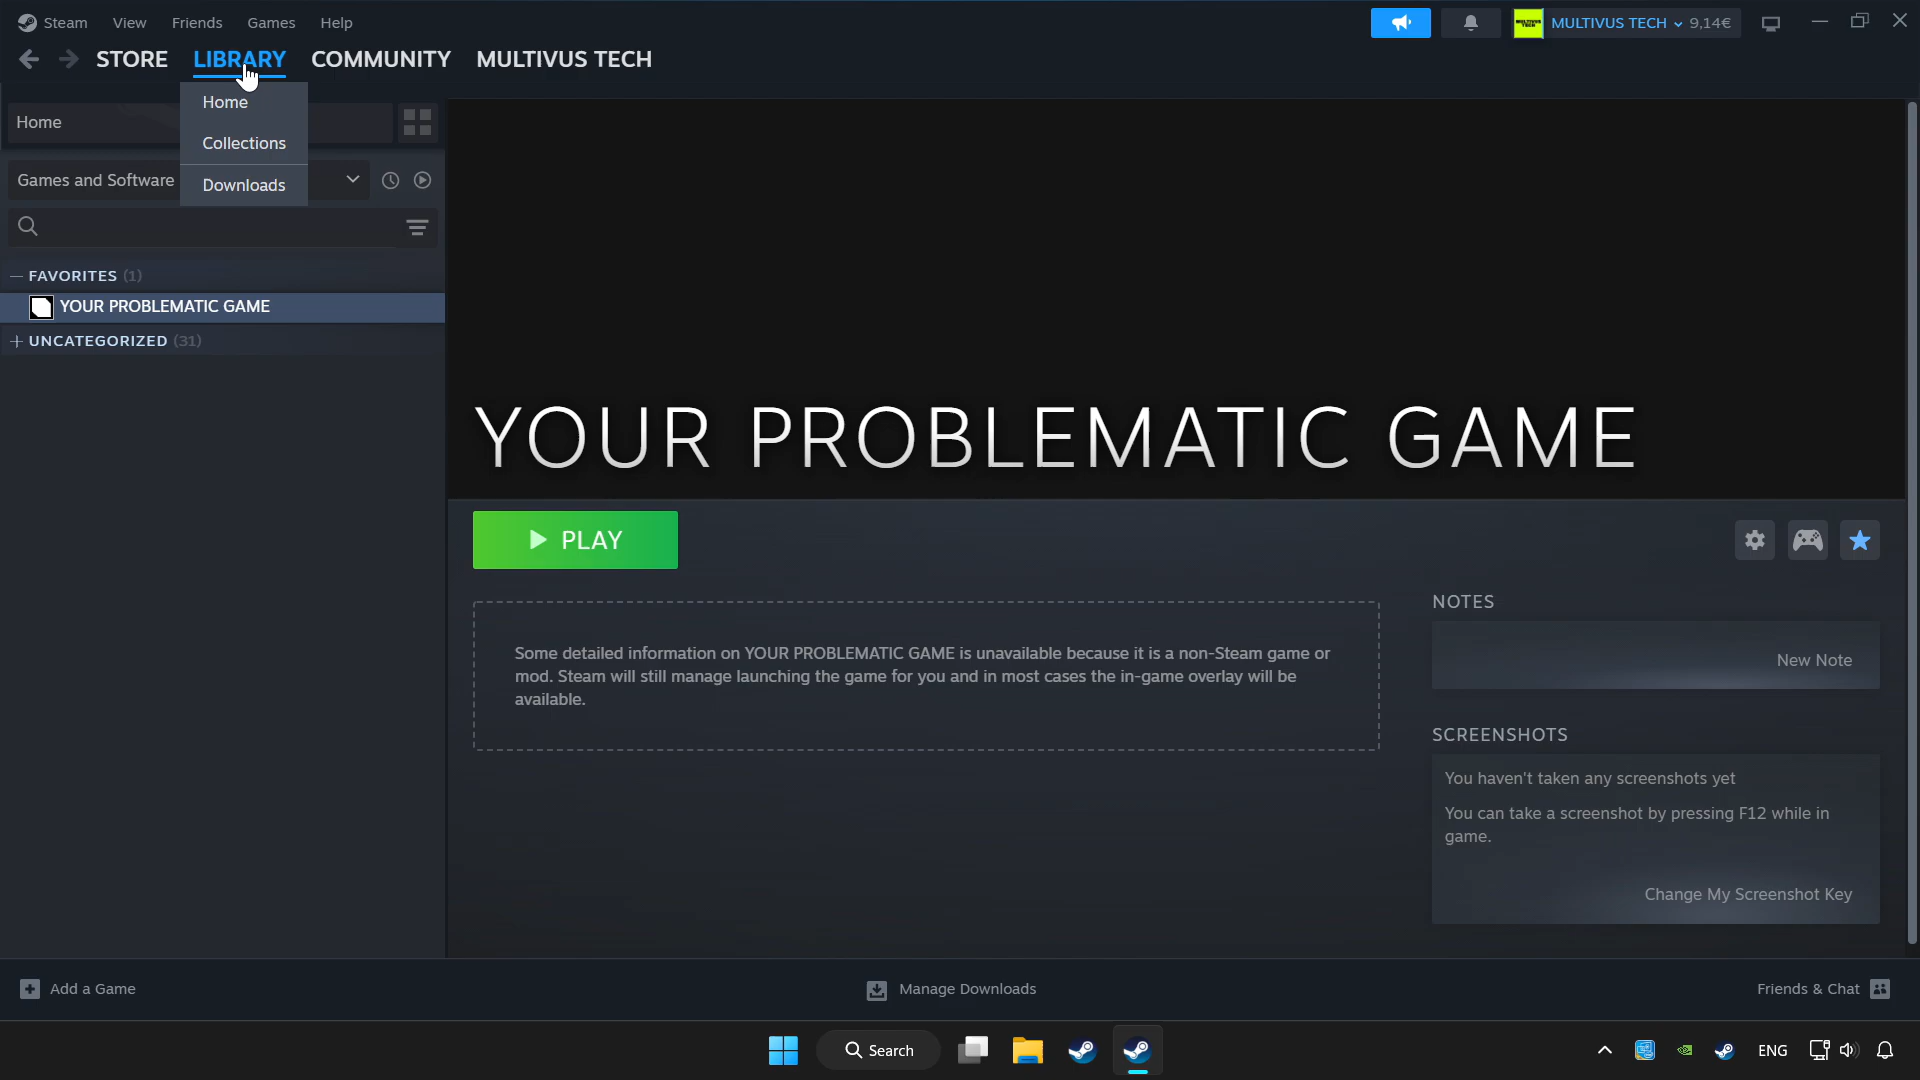 Steam View Friends Games Help
MULTIVUS TECH 9,14€
STORE LIBRARY COMMUNITY MULTIVUS TECH
Home
Collections
Downloads
Home
Games and Software
FAVORITES (1)
YOUR PROBLEMATIC GAME
UNCATEGORIZED (31)
YOUR PROBLEMATIC GAME
PLAY
Some detailed information on YOUR PROBLEMATIC GAME is unavailable because it is a non-Steam game or
mod. Steam will still manage launching the game for you and in most cases the in-game overlay will be
available.
NOTES
New Note
SCREENSHOTS
You haven't taken any screenshots yet
You can take a screenshot by pressing F12 while in
game.
Change My Screenshot Key
Add a Game
Manage Downloads
Friends & Chat
Search
ENG